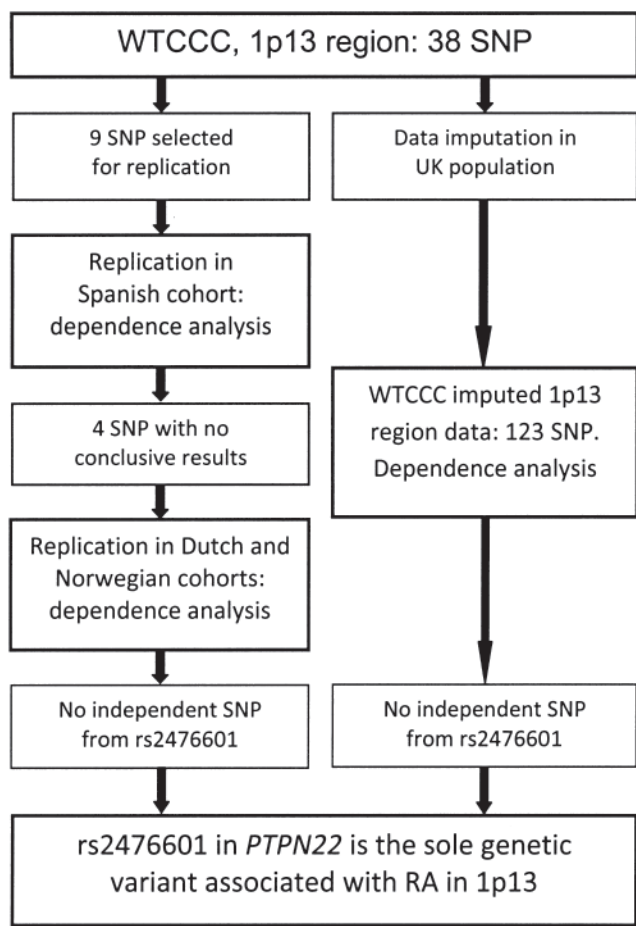 WTCCC, 1p13 region: 38 SNP
9 SNP selected
for replication
Replication in
Spanish cohort:
dependence analysis
4 SNP with no
conclusive results
Replication in Dutch and
Norwegian cohorts:
dependence analysis
No independent SNP
from rs2476601
Data imputation in
UK population
WTCCC imputed 1p13
region data: 123 SNP.
Dependence analysis
No independent SNP
from rs2476601
rs2476601 in PTPN22 is the sole genetic
variant associated with RA in 1p13